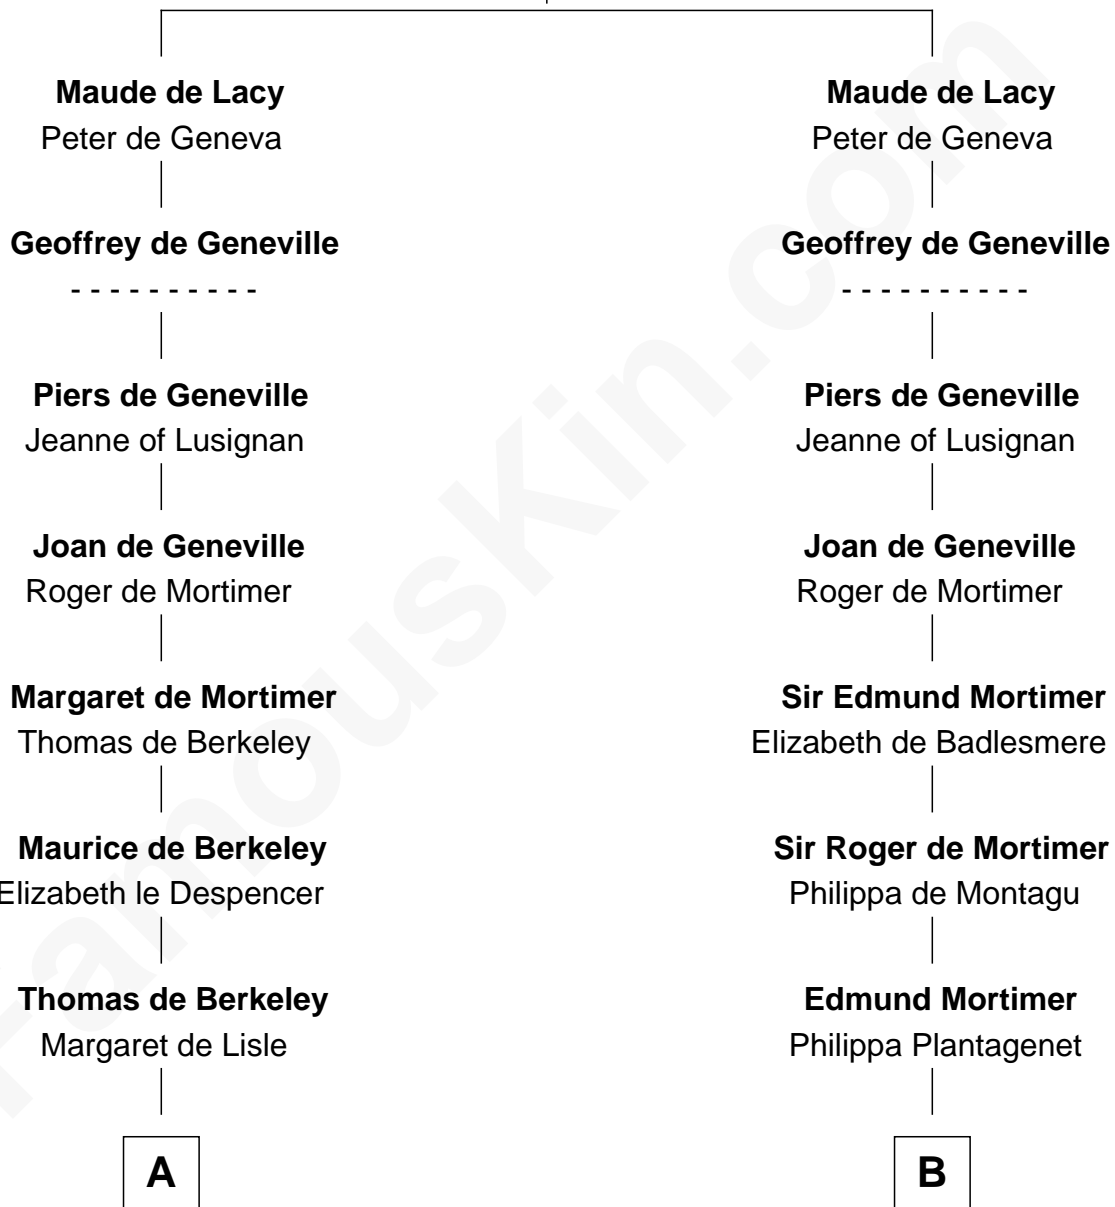 Maude de Lacy
Peter de Geneva
Geoffrey de Geneville
- - - - - - - - - -
Piers de Geneville
Jeanne of Lusignan
Joan de Geneville
Roger de Mortimer
Margaret de Mortimer
Thomas de Berkeley
Maurice de Berkeley
Elizabeth le Despencer
Thomas de Berkeley
Margaret de Lisle
A
Maude de Lacy
Peter de Geneva
Geoffrey de Geneville
- - - - - - - - - -
Piers de Geneville
Jeanne of Lusignan
Joan de Geneville
Roger de Mortimer
Sir Edmund Mortimer
Elizabeth de Badlesmere
Sir Roger de Mortimer
Philippa de Montagu
Edmund Mortimer
Philippa Plantagenet
B
FamousKin.com